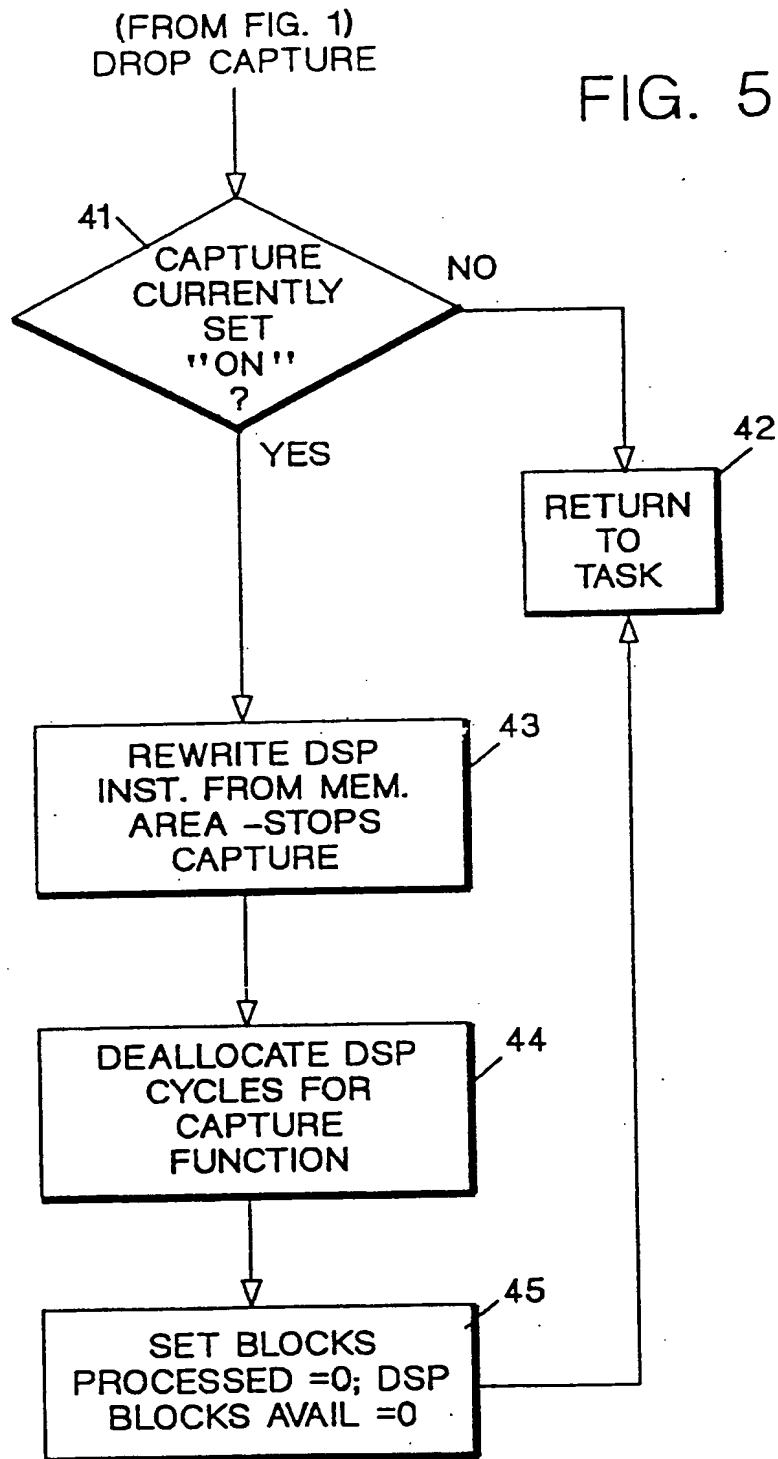 (FROM FIG. 1)
DROP CAPTURE
FIG. 5
41
CAPTURE
CURRENTLY
SET
"ON"
?
NO
YES
42
RETURN
TO
TASK
43
REWRITE DSP
INST. FROM MEM.
AREA -STOPS
CAPTURE
44
DEALLOCATE DSP
CYCLES FOR
CAPTURE
FUNCTION
45
SET BLOCKS
PROCESSED =0; DSP
BLOCKS AVAIL =0